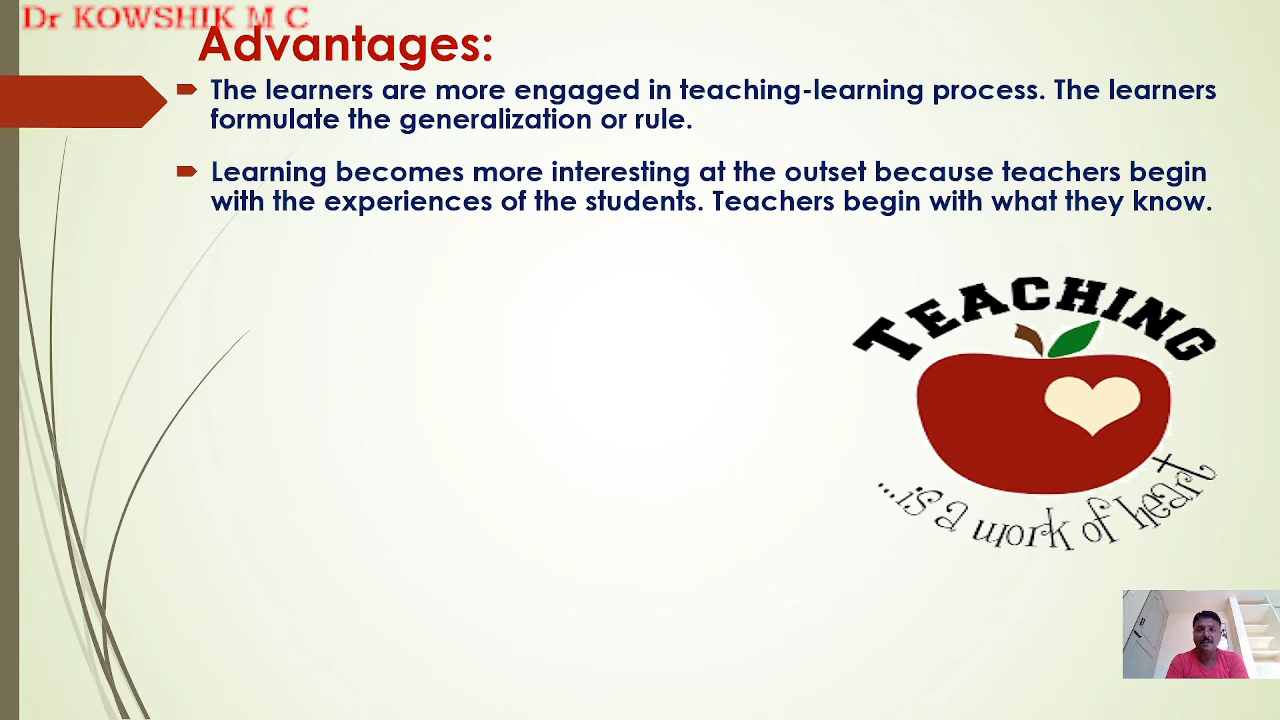 Dr KOWSHIK M C
Advantages:
The learners are more engaged in teaching-learning process. The learners
formulate the generalization or rule.
Learning becomes more interesting at the outset because teachers begin
with the experiences of the students. Teachers begin with what they know.
TEACHING
...is a work of heart